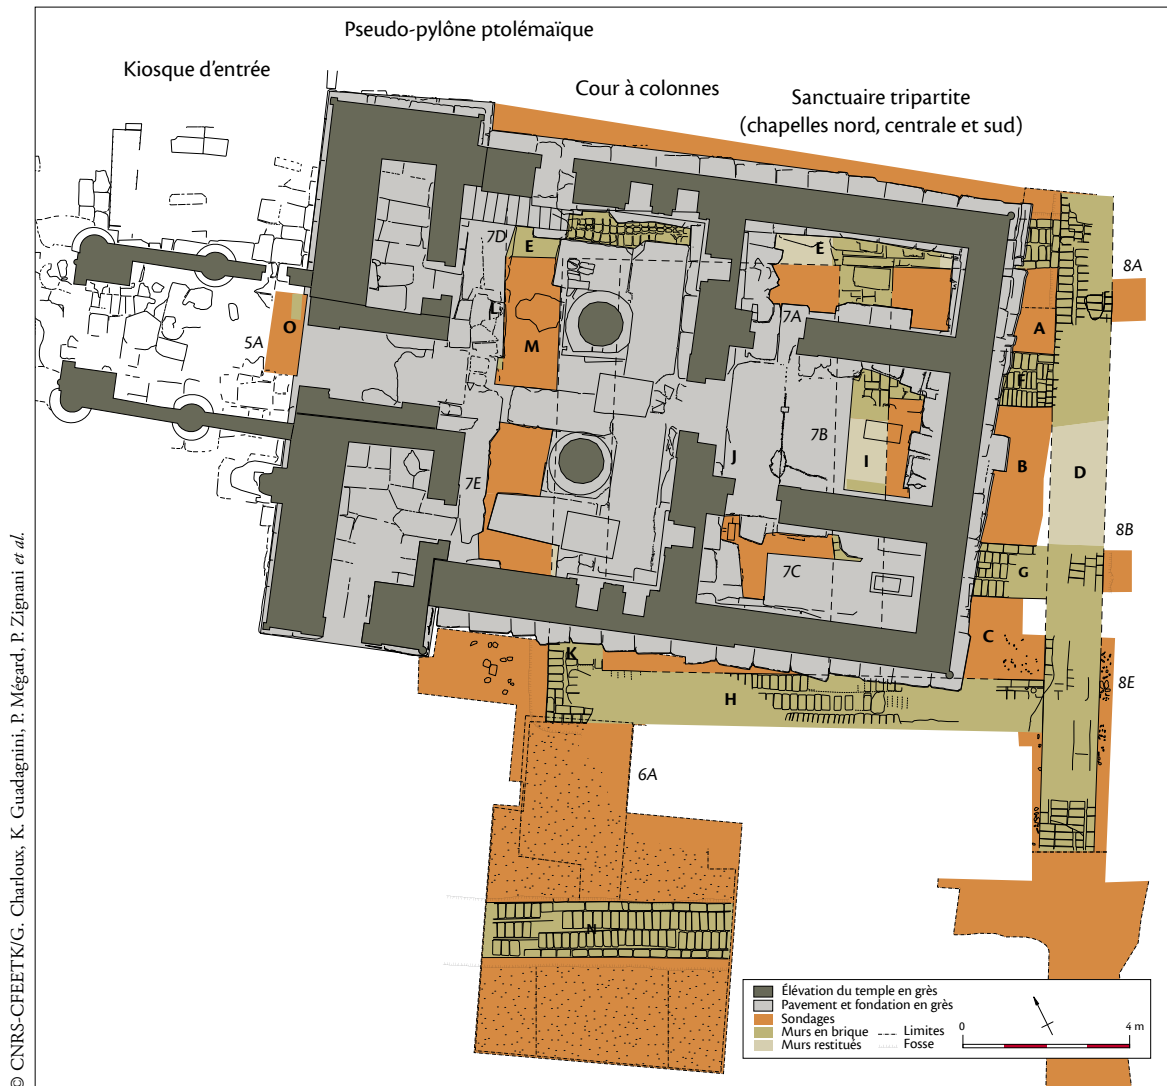 Pseudo-pylône ptolémaïque
Kiosque d'entrée
Cour à colonnes
Sanctuaire tripartite
(chapelles nord, centrale et sud)
7D
E
E
8A
L
O
5A
M
7A
A
F
7B
7E
J
I
B
D
8B
G
7C
C
K
H
8E
6A
N
Élévation du temple en grès
Pavement et fondation en grès
Sondages
Murs en brique
Murs restitués
Limites
Fosse
0
4 m
© CNRS-CFEETK/G. Charloux, K. Guadagnini, P. Mégard, P. Zignani et al.